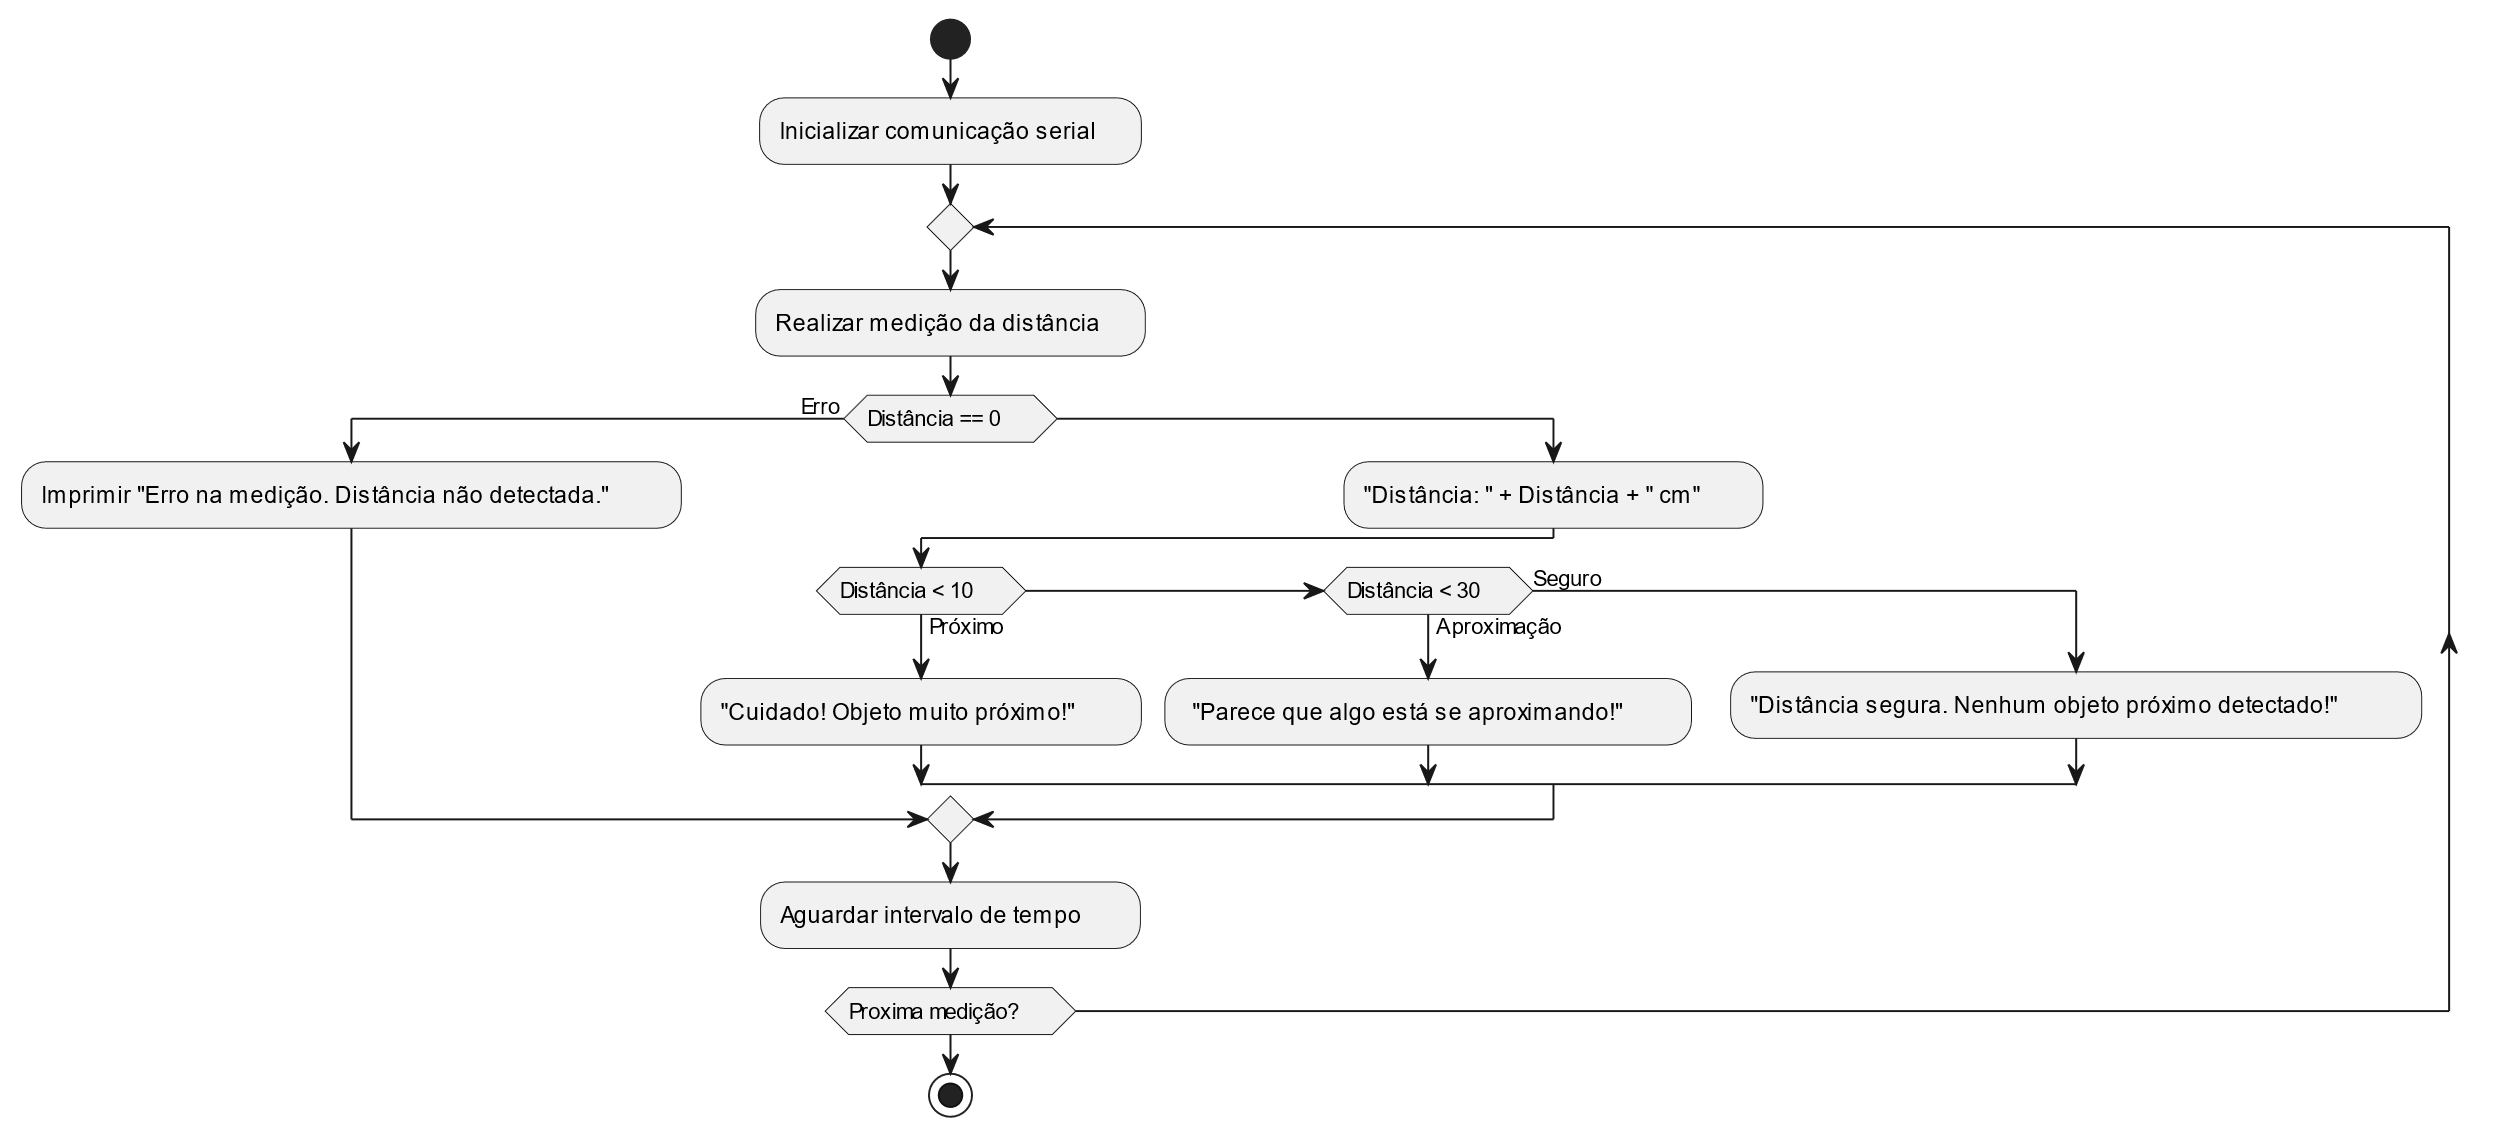 Inicializar comunicação serial
Realizar medição da distância
Erro
Distância == 0
Imprimir "Erro na medição. Distância não detectada."
"Distância: " + Distância + " cm"
Distância < 10
Distância < 30
Seguro
Próximo
Aproximação
"Cuidado! Objeto muito próximo!"
"Parece que algo está se aproximando!"
"Distância segura. Nenhum objeto próximo detectado!"
Aguardar intervalo de tempo
Proxima medição?